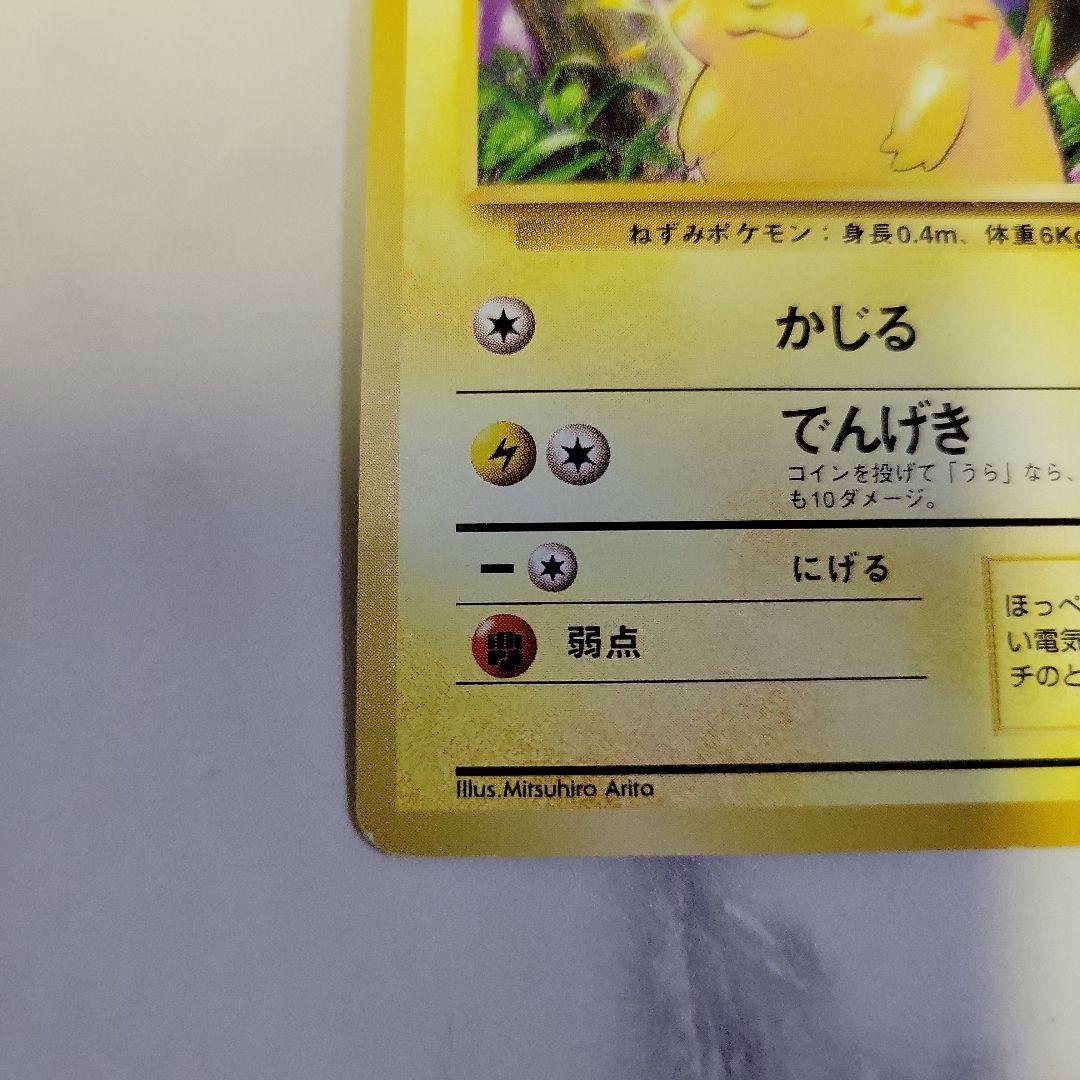 ねずみポケモン：身長0.4m、体重6Kg
かじる
でんげき
コインを投げて「うら」なら、
も10ダメージ。
にげる
ほっぺ
い電気
チのと
弱点
Illus.Mitsuhiro Arita